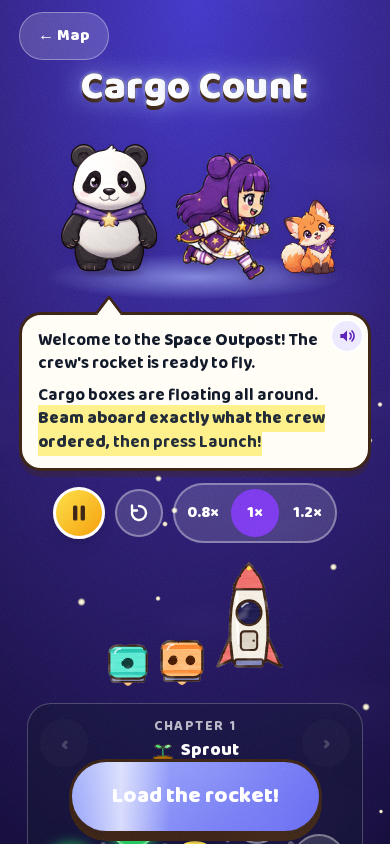 ← Map
Cargo Count
Welcome to the Space Outpost! The
crew's rocket is ready to fly.
Cargo boxes are floating all around.
Beam aboard exactly what the crew
ordered, then press Launch!
0.8× 1× 1.2×
CHAPTER 1
Sprout
Load the rocket!